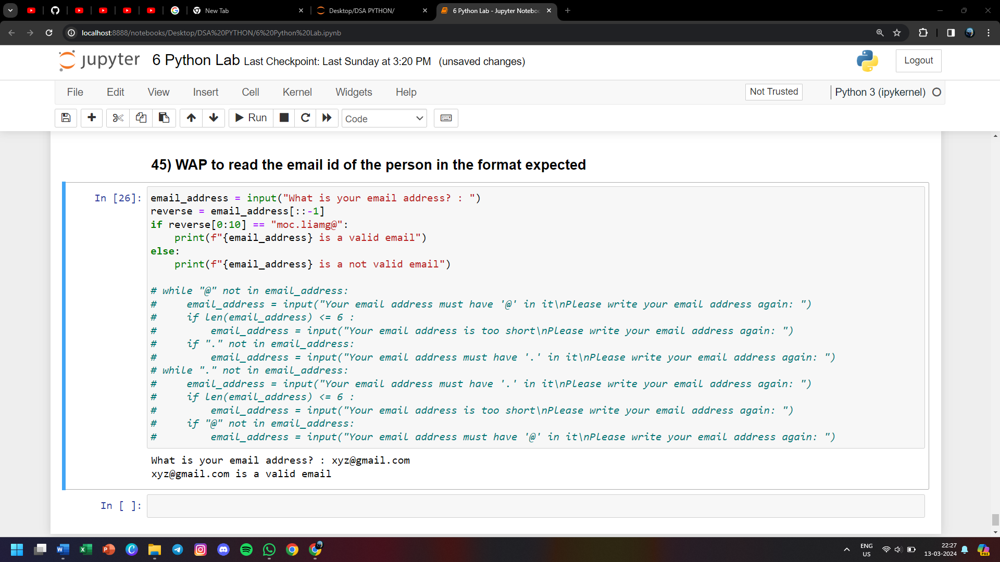 New Tab
Desktop/DSA PYTHON/
6 Python Lab - Jupyter Notebo
localhost:8888/notebooks/Desktop/DSA%20PYTHON/6%20Python%20Lab.ipynb
jupyter 6 Python Lab Last Checkpoint: Last Sunday at 3:20 PM (unsaved changes)
Logout
File Edit View Insert Cell Kernel Widgets Help
Not Trusted
Python 3 (ipykernel)
Run
Code
45) WAP to read the email id of the person in the format expected
In [26]:
email_address = input("What is your email address? : ")
reverse = email_address[::-1]
if reverse[0:10] == "moc.liamg@":
    print(f"{email_address} is a valid email")
else:
    print(f"{email_address} is a not valid email")
# while "@" not in email_address:
#     email_address = input("Your email address must have '@' in it\nPlease write your email address again: ")
#     if len(email_address) <= 6 :
#         email_address = input("Your email address is too short\nPlease write your email address again: ")
#     if "." not in email_address:
#         email_address = input("Your email address must have '.' in it\nPlease write your email address again: ")
# while "." not in email_address:
#     email_address = input("Your email address must have '.' in it\nPlease write your email address again: ")
#     if len(email_address) <= 6 :
#         email_address = input("Your email address is too short\nPlease write your email address again: ")
#     if "@" not in email_address:
#         email_address = input("Your email address must have '@' in it\nPlease write your email address again: ")
What is your email address? : xyz@gmail.com
xyz@gmail.com is a valid email
In [ ]:
ENG
US
22:27
13-03-2024
PRE